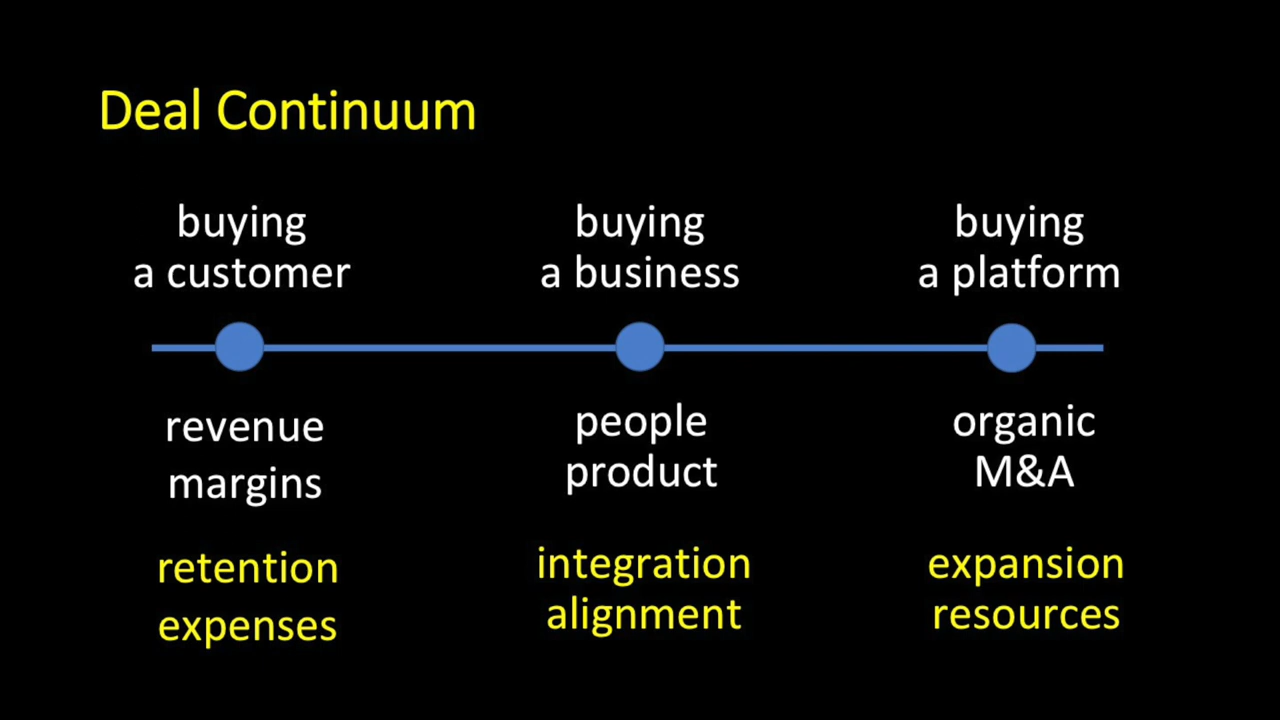 Deal Continuum
buying
a customer
buying
a business
buying
a platform
revenue
margins
people
product
organic
M&A
retention
expenses
integration
alignment
expansion
resources